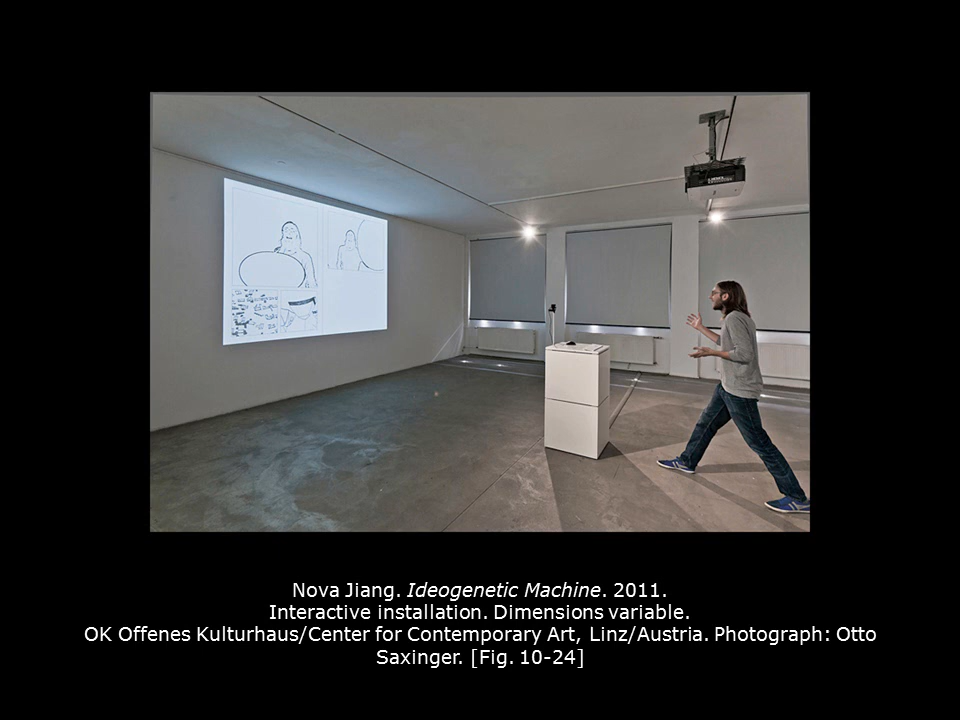 Nova Jiang. Ideogenetic Machine. 2011.
Interactive installation. Dimensions variable.
OK Offenes Kulturhaus/Center for Contemporary Art, Linz/Austria. Photograph: Otto
Saxinger. [Fig. 10-24]